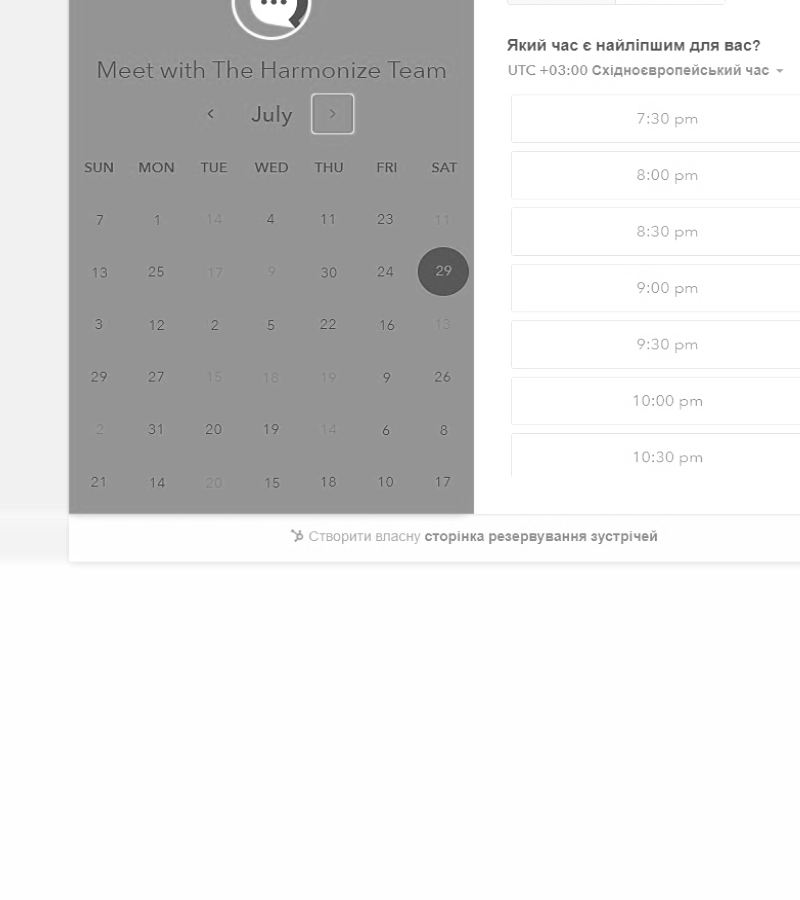 Meet with The Harmonize Team
July
SUN MON TUE WED THU FRI SAT
7 1 14 4 11 23 11
13 25 17 9 30 24 29
3 12 2 5 22 16 13
29 27 15 18 19 9 26
2 31 20 19 14 6 8
21 14 20 15 18 10 17
Який час є найліпшим для вас?
UTC +03:00 Східноєвропейський час
7:30 pm
8:00 pm
8:30 pm
9:00 pm
9:30 pm
10:00 pm
10:30 pm
Створити власну сторінка резервування зустрічей